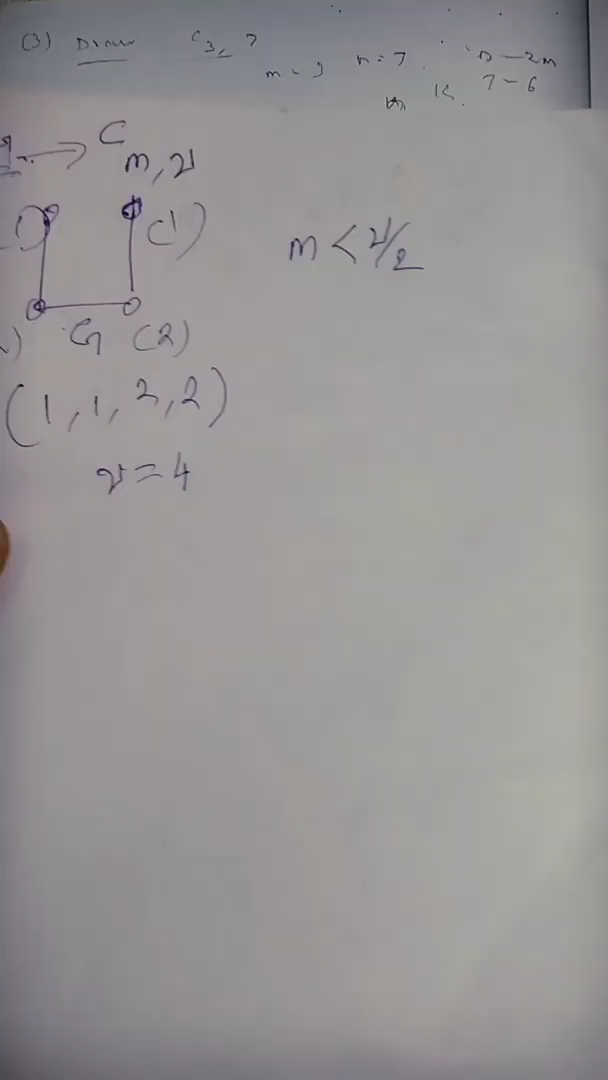 (3) Draw C3,7
m = 3 n = 7. n - 2m
K. 7 - 6
→ C m,ν
(1) m < ν/2
G (2)
(1, 1, 2, 2)
ν = 4